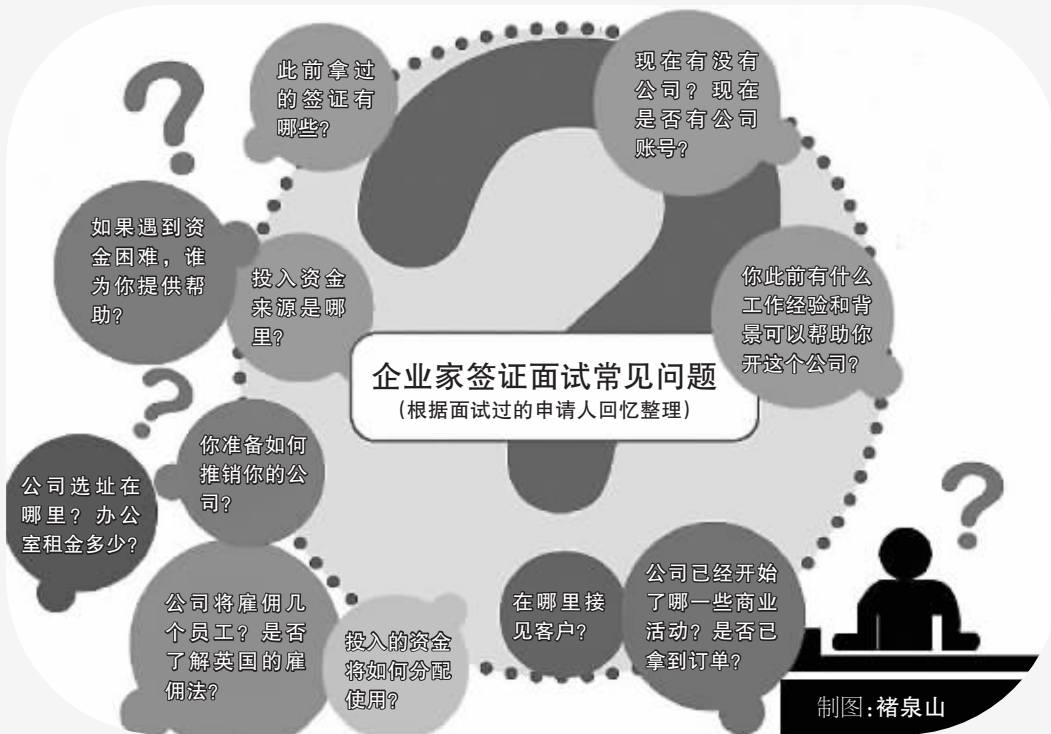 此前拿过
的签证有
哪些?
现在有没有
公司? 现在
是否有公司
账号?
如果遇到资
金困难, 谁
为你提供帮
助?
投入资金
来源是哪
里?
你此前有什么
工作经验和背
景可以帮助你
开这个公司?
企业家签证面试常见问题
(根据面试过的申请人回忆整理)
你准备如何
推销你的公
司?
公司选址在
哪里? 办公
室租金多少?
公司将雇佣几
个员工? 是否
了解英国的雇
佣法?
投入的资金
将如何分配
使用?
在哪里接
见客户?
公司已经开始
了哪一些商业
活动? 是否已
拿到订单?
制图:褚泉山